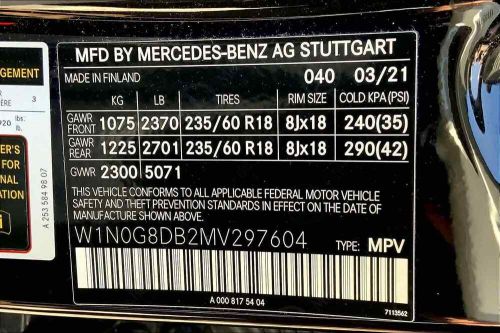 MFD BY MERCEDES-BENZ AG STUTTGART
MADE IN FINLAND 040 03/21
KG LB TIRES RIM SIZE COLD KPA (PSI)
GAWR FRONT 1075 2370 235/60 R18 8Jx18 240(35)
GAWR REAR 1225 2701 235/60 R18 8Jx18 290(42)
GVWR 2300 5071
THIS VEHICLE CONFORMS TO ALL APPLICABLE FEDERAL MOTOR VEHICLE
SAFETY AND THEFT PREVENTION STANDARDS IN EFFECT ON THE DATE
OF MANUFACTURE SHOWN ABOVE.
W1N0G8DB2MV297604 TYPE: MPV
A 000 817 54 04
7113562
3
920 lbs.
lb.
A 253 584 98 07